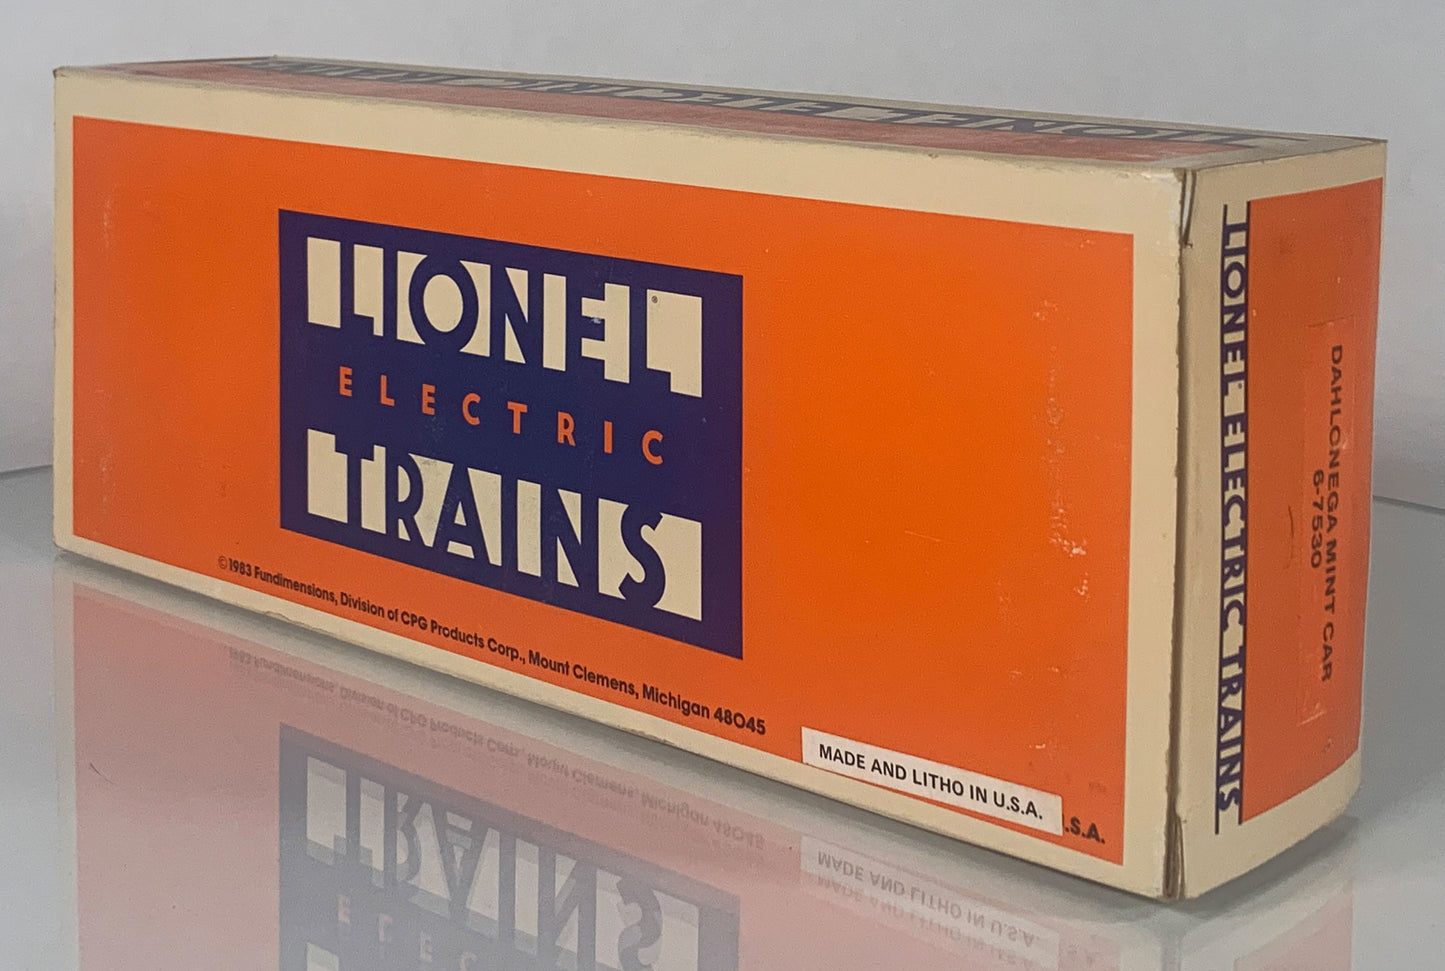 LIONEL®
ELECTRIC
TRAINS
©1983 Fundimensions, Division of CPG Products Corp., Mount Clemens, Michigan 48045
MADE AND LITHO IN U.S.A.
.S.A.
LIONEL ELECTRIC TRAINS
DAHLONEGA MINT CAR
6-7530